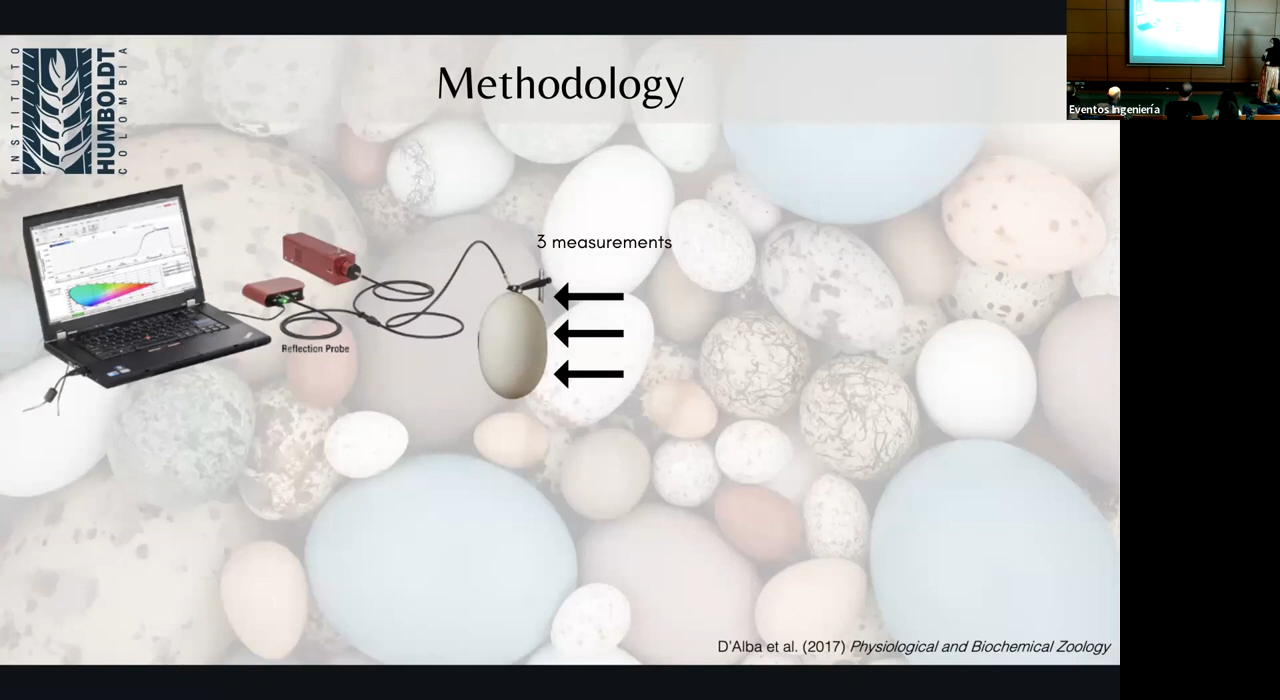 INSTITUTO
HUMBOLDT
COLOMBIA
Methodology
Eventos Ingeniería
3 measurements
Reflection Probe
D'Alba et al. (2017) Physiological and Biochemical Zoology